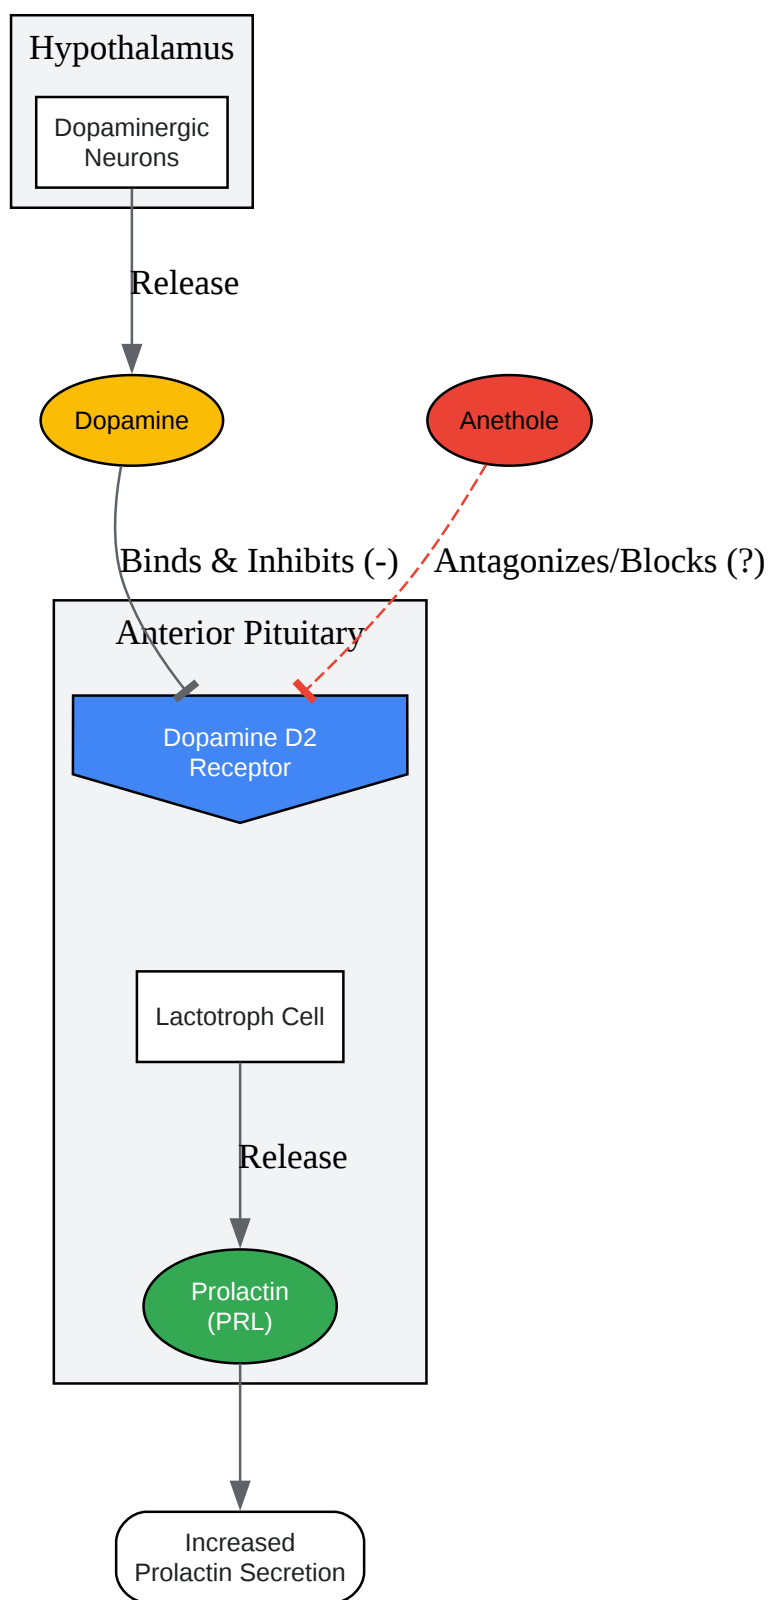 Hypothalamus
Dopaminergic
Neurons
Release
Dopamine
Anethole
Binds & Inhibits (-)
Antagonizes/Blocks (?)
Anterior Pituitary
Dopamine D2
Receptor
Lactotroph Cell
Release
Prolactin
(PRL)
Increased
Prolactin Secretion